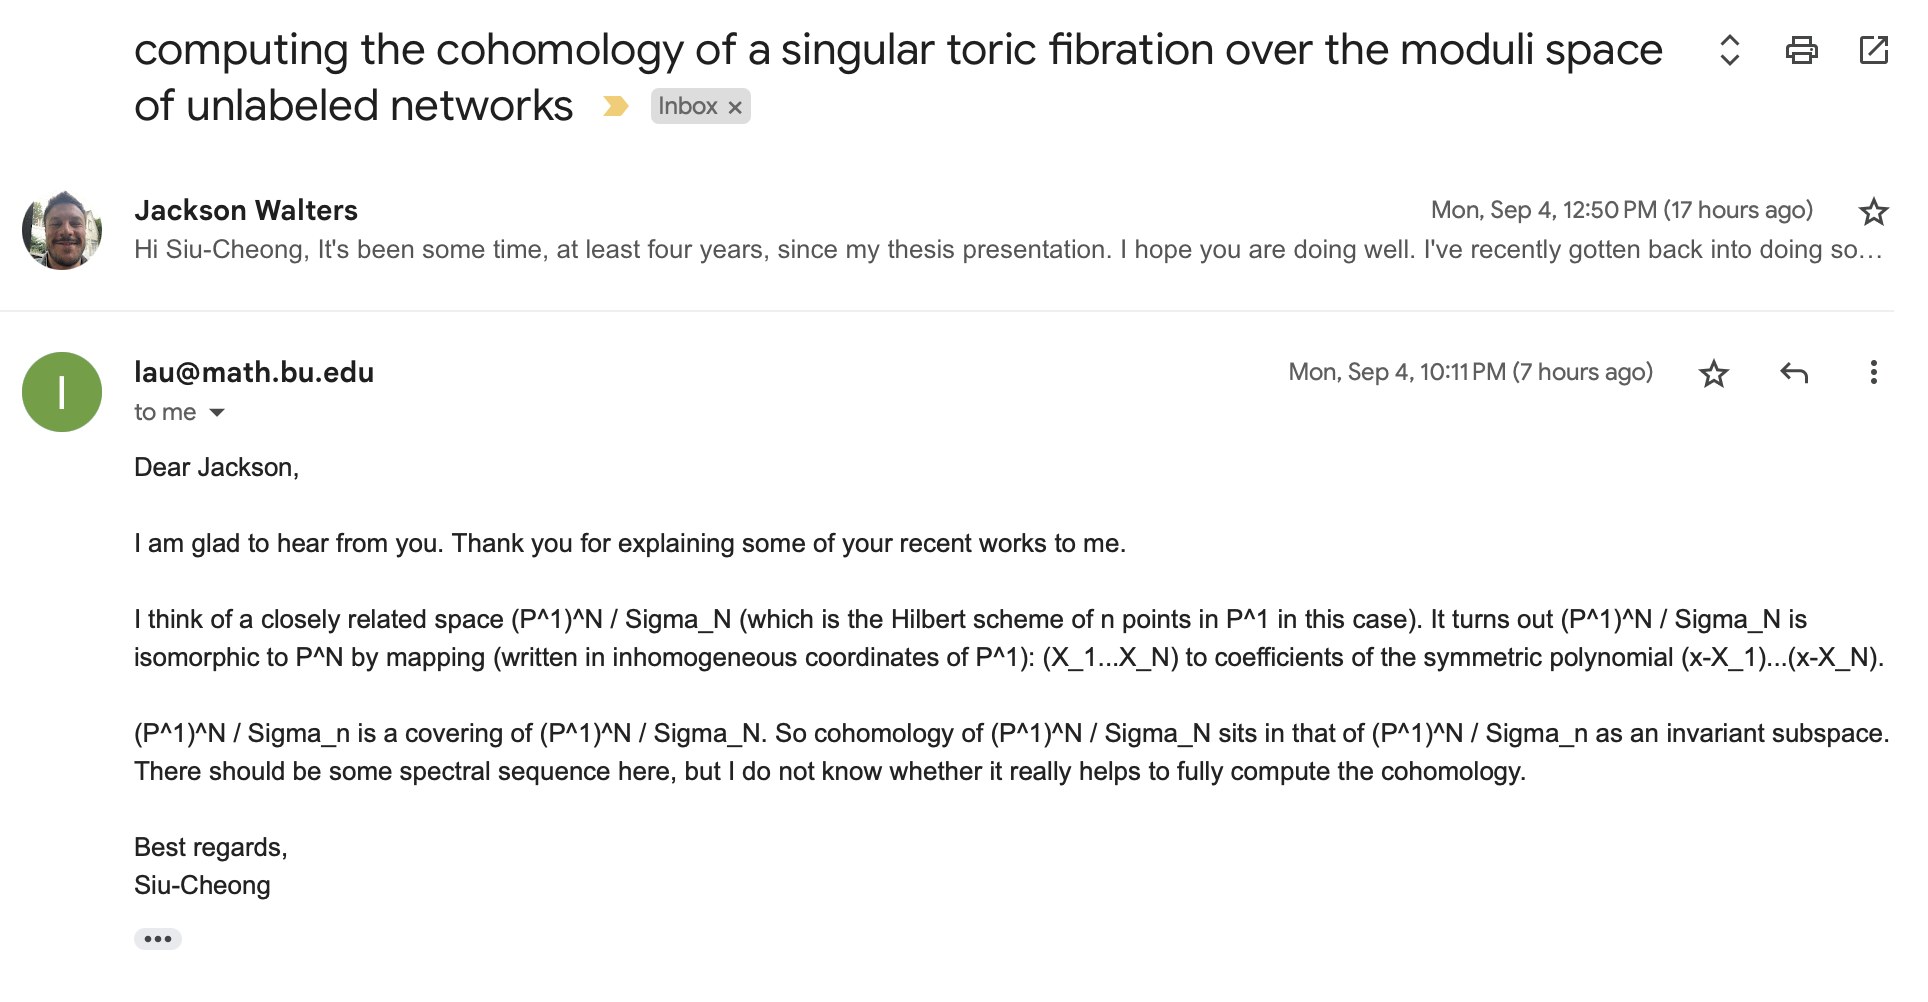 computing the cohomology of a singular toric fibration over the moduli space
of unlabeled networks Inbox ×
Jackson Walters Mon, Sep 4, 12:50 PM (17 hours ago)
Hi Siu-Cheong, It's been some time, at least four years, since my thesis presentation. I hope you are doing well. I've recently gotten back into doing so…
l lau@math.bu.edu Mon, Sep 4, 10:11 PM (7 hours ago)
to me
Dear Jackson,
I am glad to hear from you. Thank you for explaining some of your recent works to me.
I think of a closely related space (P^1)^N / Sigma_N (which is the Hilbert scheme of n points in P^1 in this case). It turns out (P^1)^N / Sigma_N is
isomorphic to P^N by mapping (written in inhomogeneous coordinates of P^1): (X_1...X_N) to coefficients of the symmetric polynomial (x-X_1)...(x-X_N).
(P^1)^N / Sigma_n is a covering of (P^1)^N / Sigma_N. So cohomology of (P^1)^N / Sigma_N sits in that of (P^1)^N / Sigma_n as an invariant subspace.
There should be some spectral sequence here, but I do not know whether it really helps to fully compute the cohomology.
Best regards,
Siu-Cheong